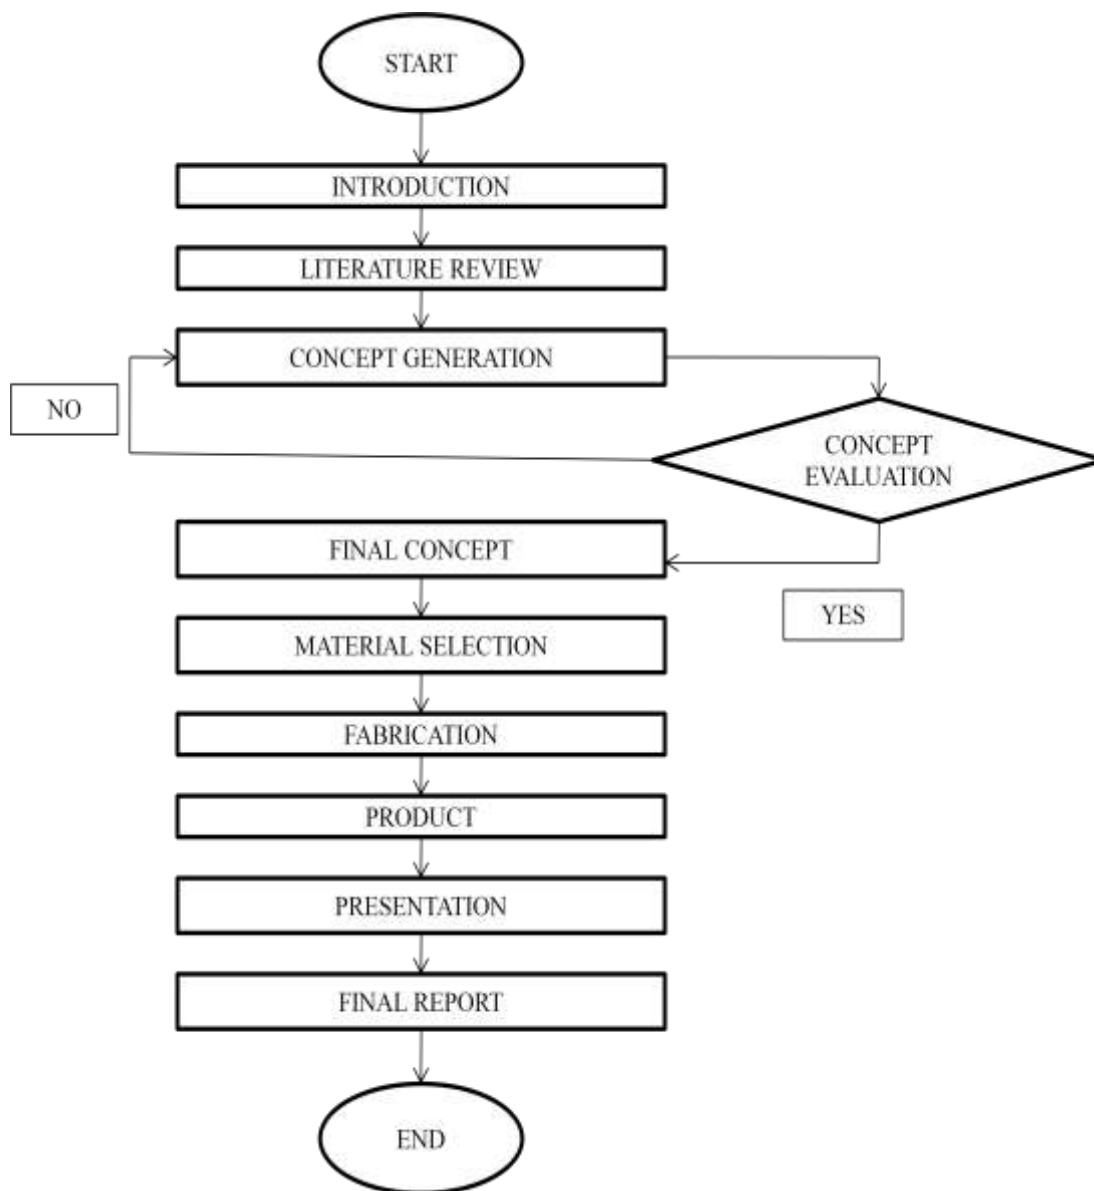 START
INTRODUCTION
LITERATURE REVIEW
CONCEPT GENERATION
NO
CONCEPT
EVALUATION
FINAL CONCEPT
YES
MATERIAL SELECTION
FABRICATION
PRODUCT
PRESENTATION
FINAL REPORT
END